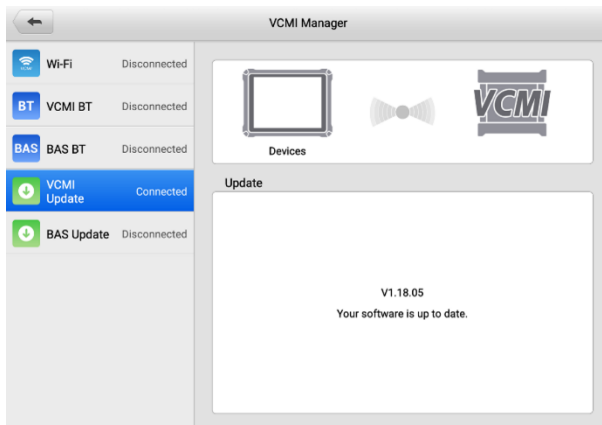 VCMI Manager
Wi-Fi Disconnected
BT VCMI BT Disconnected
BAS BAS BT Disconnected
VCMI
Update Connected
BAS Update Disconnected
VCMI
Devices
Update
V1.18.05
Your software is up to date.